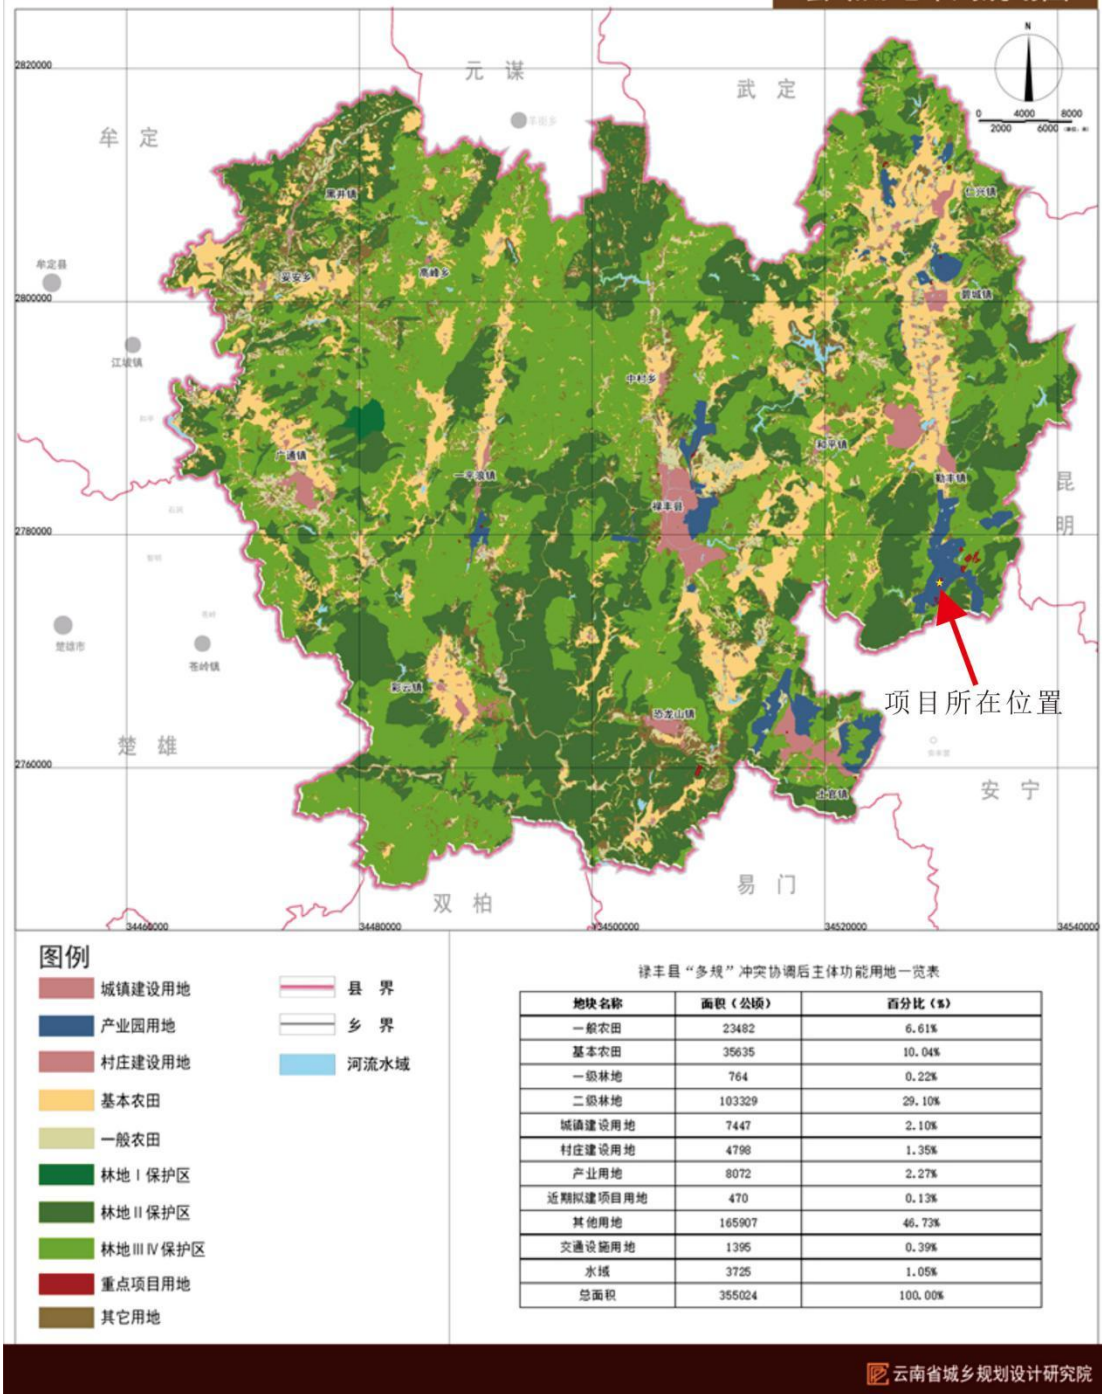 N
2820000
元 谋
武 定
0 4000 8000
2000 6000
牟 定
黑井镇
仁兴镇
牟定县
妥安乡
高峰乡
碧城镇
2800000
江坡镇
中村乡
和平镇
广通镇
一平浪镇
勤丰镇
昆明
禄丰县
2780000
楚雄市
苍岭镇
彩云镇
恐龙山镇
项目所在位置
楚 雄
2760000
土官镇
安 宁
易 门
双 柏
34460000 34480000 34500000 34520000 34540000
图例
城镇建设用地
产业园用地
村庄建设用地
基本农田
一般农田
林地Ⅰ保护区
林地Ⅱ保护区
林地ⅢⅣ保护区
重点项目用地
其它用地
县 界
乡 界
河流水域
禄丰县“多规”冲突协调后主体功能用地一览表
地块名称 面积（公顷） 百分比（%）
一般农田 23482 6.61%
基本农田 35635 10.04%
一级林地 764 0.22%
二级林地 103329 29.10%
城镇建设用地 7447 2.10%
村庄建设用地 4798 1.35%
产业用地 8072 2.27%
近期拟建项目用地 470 0.13%
其他用地 165907 46.73%
交通设施用地 1395 0.39%
水域 3725 1.05%
总面积 355024 100.00%
云南省城乡规划设计研究院